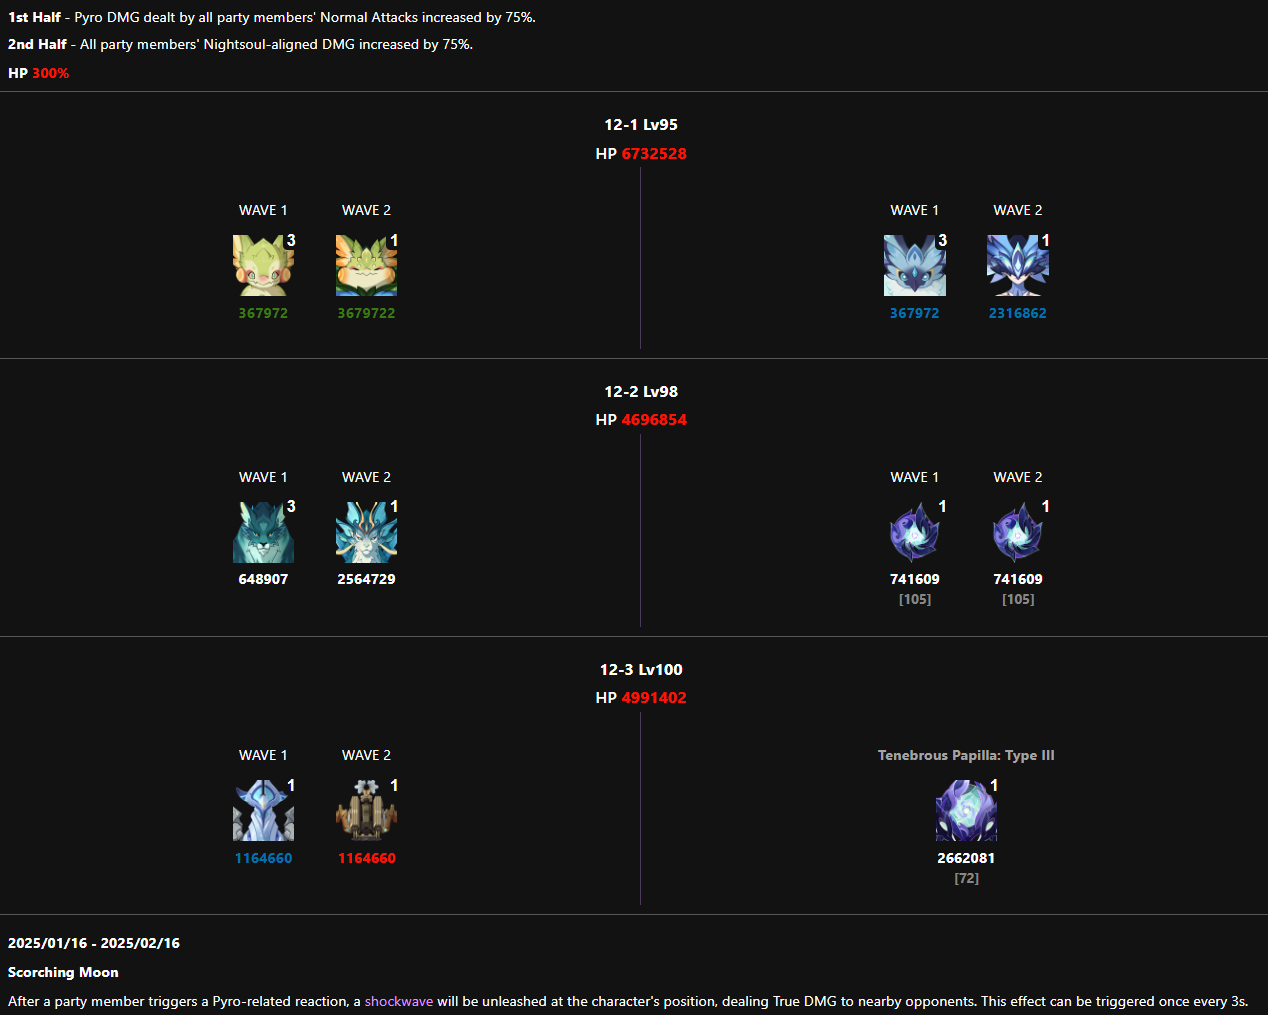 1st Half - Pyro DMG dealt by all party members' Normal Attacks increased by 75%.
2nd Half - All party members' Nightsoul-aligned DMG increased by 75%.
HP 300%
12-1 Lv95
HP 6732528
WAVE 1 WAVE 2 WAVE 1 WAVE 2
3 1 3 1
367972 3679722 367972 2316862
12-2 Lv98
HP 4696854
WAVE 1 WAVE 2 WAVE 1 WAVE 2
3 1 1 1
648907 2564729 741609 741609
[105] [105]
12-3 Lv100
HP 4991402
WAVE 1 WAVE 2 Tenebrous Papilla: Type III
1 1 1
1164660 1164660 2662081
[72]
2025/01/16 - 2025/02/16
Scorching Moon
After a party member triggers a Pyro-related reaction, a shockwave will be unleashed at the character's position, dealing True DMG to nearby opponents. This effect can be triggered once every 3s.